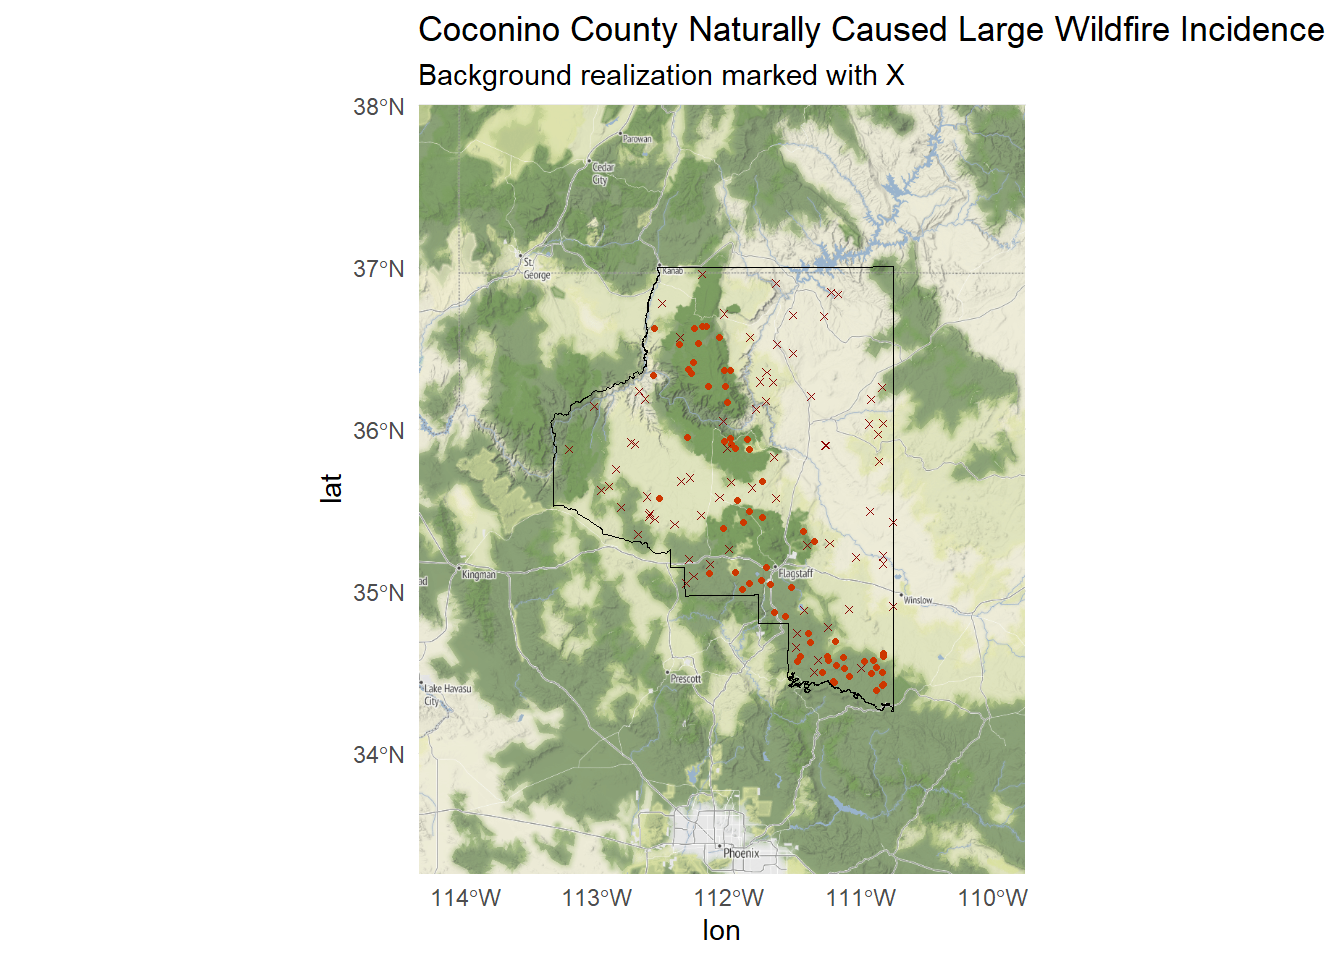 Coconino County Naturally Caused Large Wildfire Incidence
Background realization marked with X
38°N
37°N
36°N
35°N
34°N
lat
Parowan
Cedar
City
St.
George
Kanab
Kingman
ad
Flagstaff
Winslow
Prescott
Lake Havasu
City
Phoenix
114°W
113°W
112°W
111°W
110°W
lon